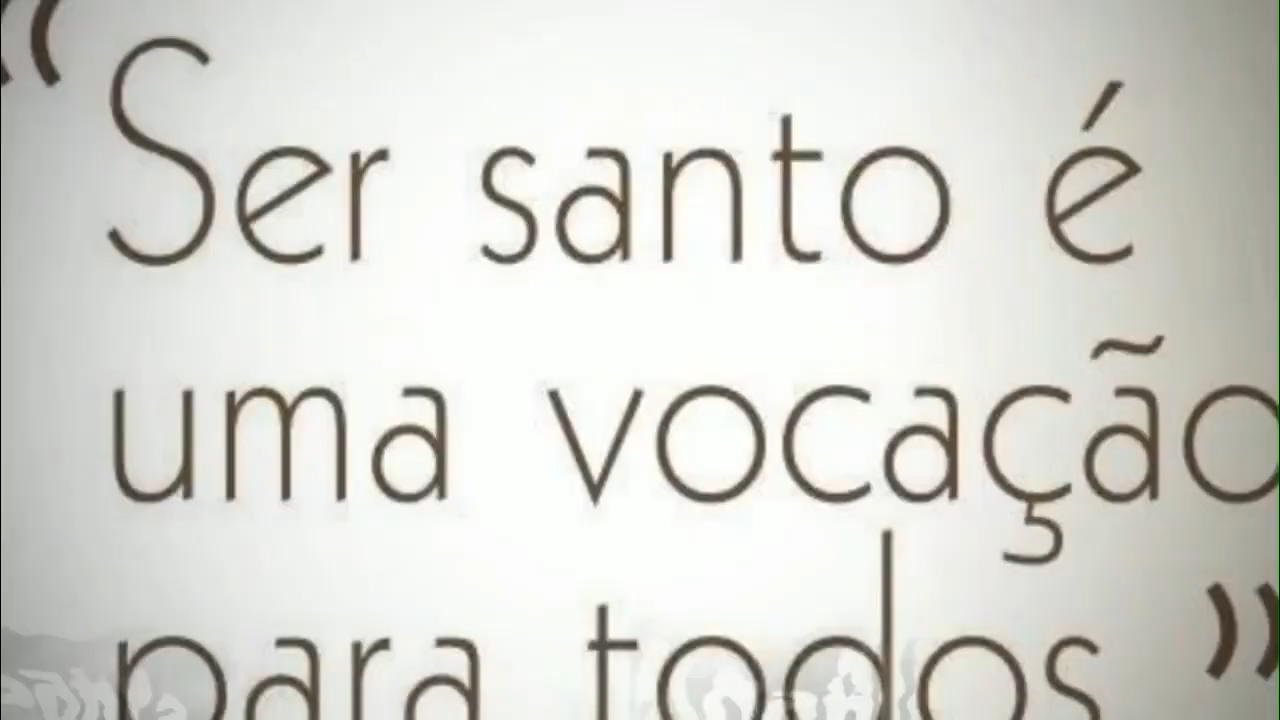 “Ser santo é
uma vocação
para todos”